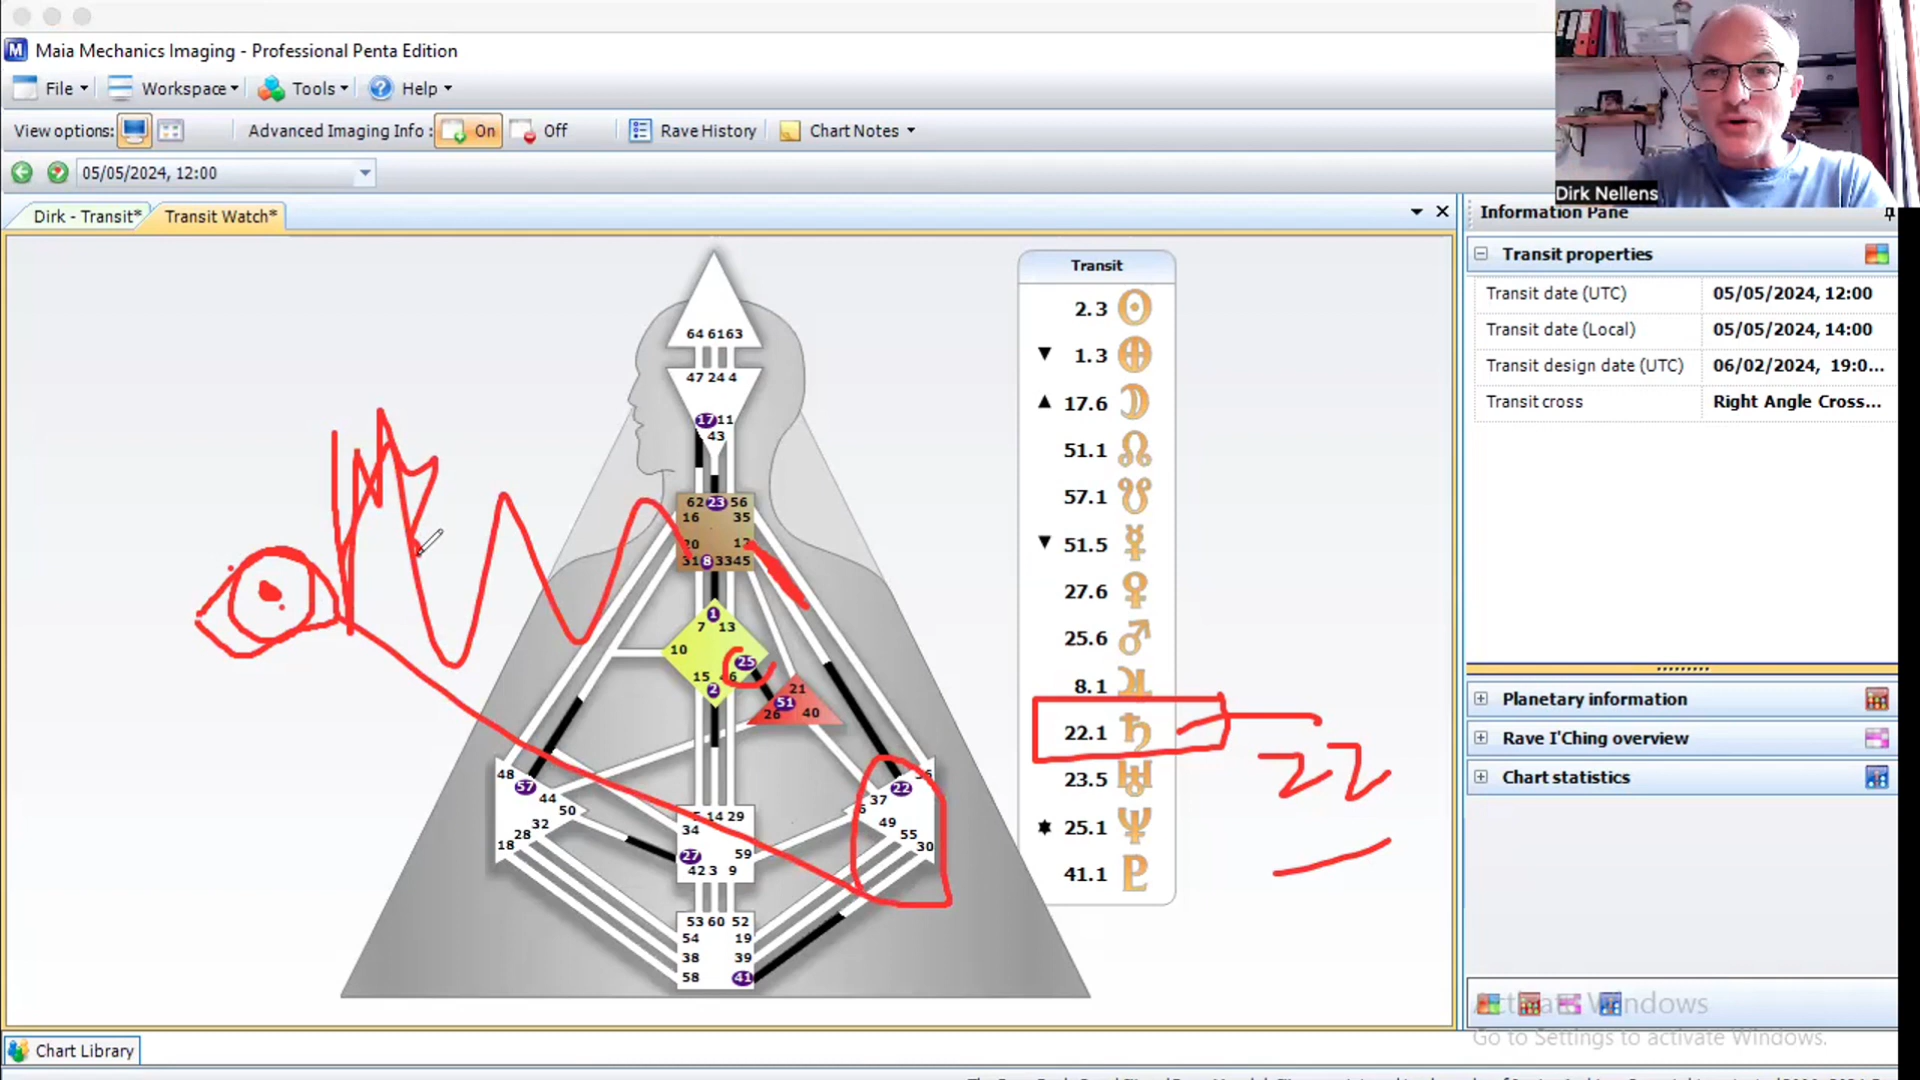 Maia Mechanics Imaging - Professional Penta Edition
File Workspace Tools Help
View options: Advanced Imaging Info : On Off Rave History Chart Notes
05/05/2024, 12:00
Dirk - Transit* Transit Watch*
Dirk Nellens
Information Pane
Transit properties
Transit date (UTC) 05/05/2024, 12:00
Transit date (Local) 05/05/2024, 14:00
Transit design date (UTC) 06/02/2024, 19:0...
Transit cross Right Angle Cross...
Planetary information
Rave I'Ching overview
Chart statistics
Transit
2.3
1.3
17.6
51.1
57.1
51.5
27.6
25.6
8.1
22.1
23.5
25.1
41.1
22
64 61 63
47 24 4
17 11
43
62 23 56
16 35
20 12
31 8 33 45
1
7 13
10 25
15 46
2
21
51
26 40
48
57
44
50
32
28
18
36
22
37
6
49
55
30
5 14 29
34
27 59
42 3 9
53 60 52
54 19
38 39
58 41
Activate Windows
Go to Settings to activate Windows.
Chart Library